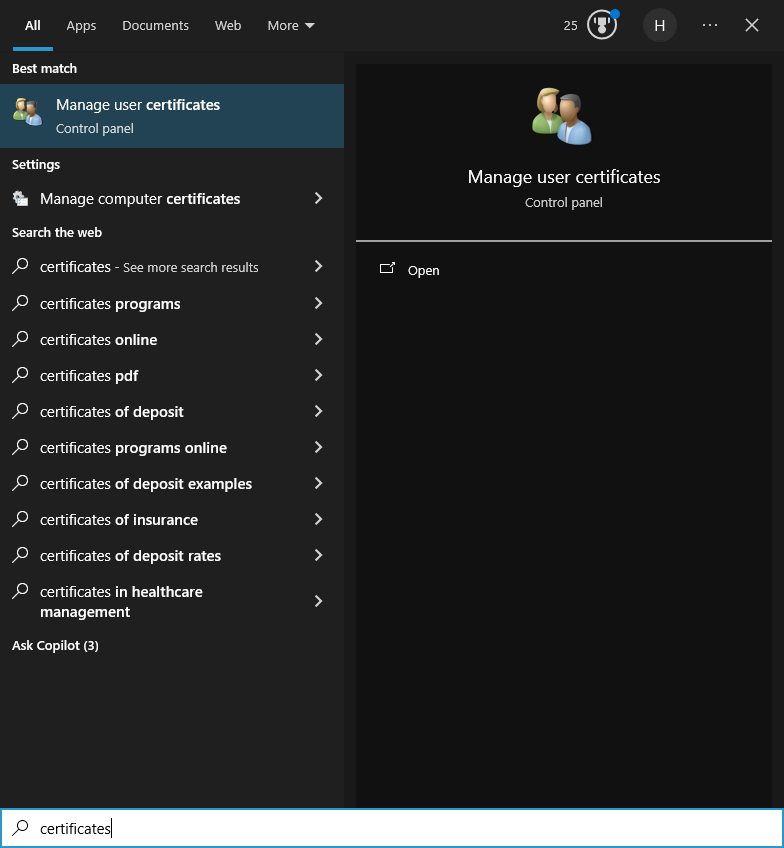 All Apps Documents Web More 25 H ...
Best match
Manage user certificates
Control panel
Settings
Manage computer certificates
Search the web
certificates - See more search results
certificates programs
certificates online
certificates pdf
certificates of deposit
certificates programs online
certificates of deposit examples
certificates of insurance
certificates of deposit rates
certificates in healthcare
management
Ask Copilot (3)
Manage user certificates
Control panel
Open
certificates